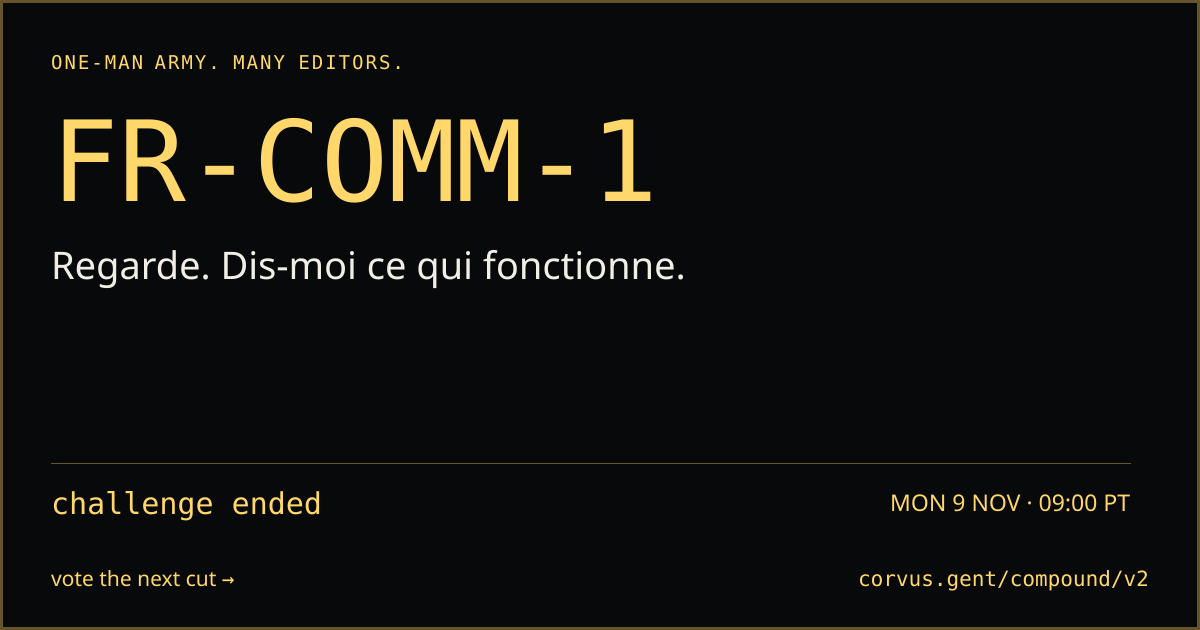 ONE-MAN ARMY. MANY EDITORS.
FR-COMM-1
Regarde. Dis-moi ce qui fonctionne.
challenge ended
MON 9 NOV · 09:00 PT
vote the next cut →
corvus.gent/compound/v2